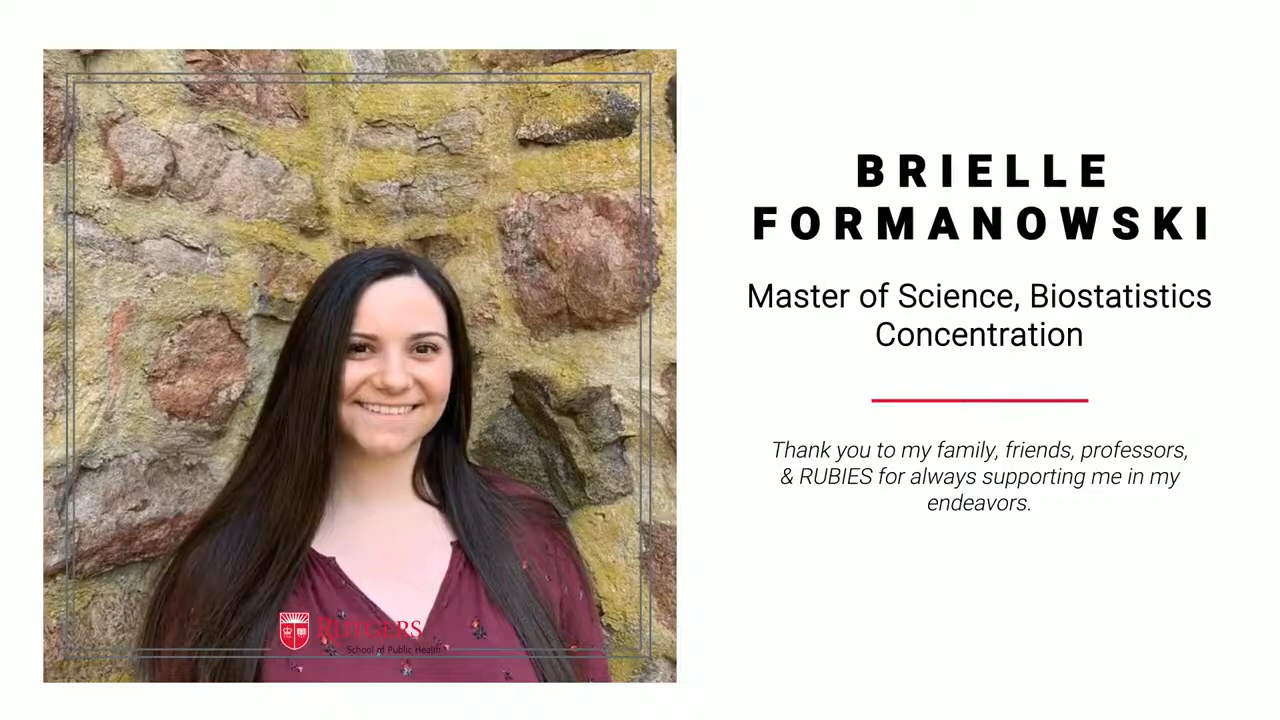 BRIELLE
FORMANOWSKI
Master of Science, Biostatistics
Concentration
Thank you to my family, friends, professors,
& RUBIES for always supporting me in my
endeavors.
RUTGERS
School of Public Health